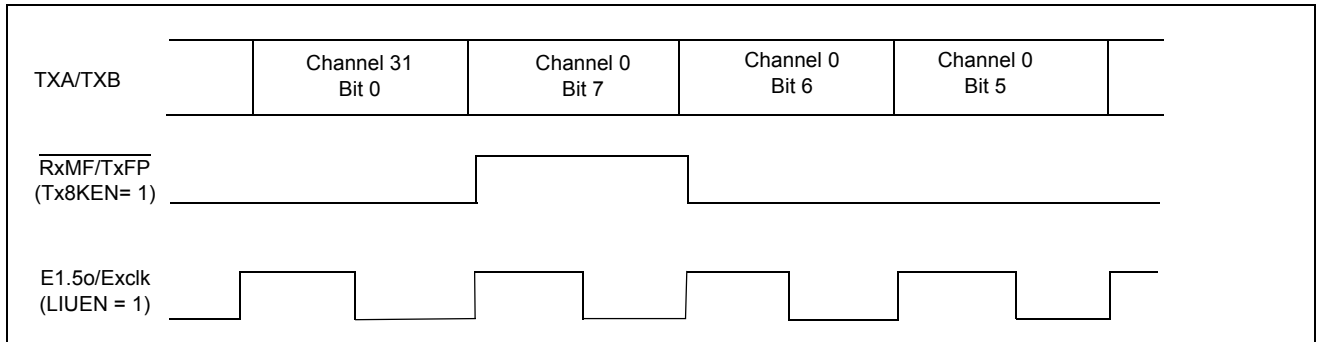 TXA/TXB
Channel 31
Bit 0
Channel 0
Bit 7
Channel 0
Bit 6
Channel 0
Bit 5
RxMF/TxFP
(Tx8KEN= 1)
E1.5o/Exclk
(LIUEN = 1)